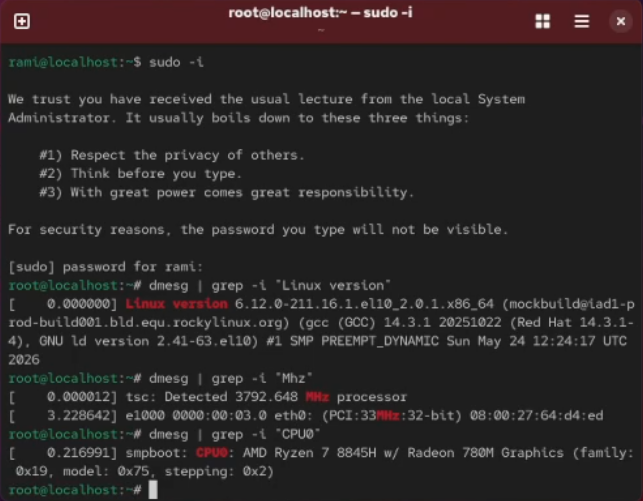 root@localhost:~ — sudo -i
~
rami@localhost:~$ sudo -i
We trust you have received the usual lecture from the local System
Administrator. It usually boils down to these three things:
#1) Respect the privacy of others.
#2) Think before you type.
#3) With great power comes great responsibility.
For security reasons, the password you type will not be visible.
[sudo] password for rami:
root@localhost:~# dmesg | grep -i "Linux version"
[    0.000000] Linux version 6.12.0-211.16.1.el10_2.0.1.x86_64 (mockbuild@iad1-p
rod-build001.bld.equ.rockylinux.org) (gcc (GCC) 14.3.1 20251022 (Red Hat 14.3.1-
4), GNU ld version 2.41-63.el10) #1 SMP PREEMPT_DYNAMIC Sun May 24 12:24:17 UTC
2026
root@localhost:~# dmesg | grep -i "Mhz"
[    0.000012] tsc: Detected 3792.648 MHz processor
[    3.228642] e1000 0000:00:03.0 eth0: (PCI:33MHz:32-bit) 08:00:27:64:d4:ed
root@localhost:~# dmesg | grep -i "CPU0"
[    0.216991] smpboot: CPU0: AMD Ryzen 7 8845H w/ Radeon 780M Graphics (family:
0x19, model: 0x75, stepping: 0x2)
root@localhost:~#